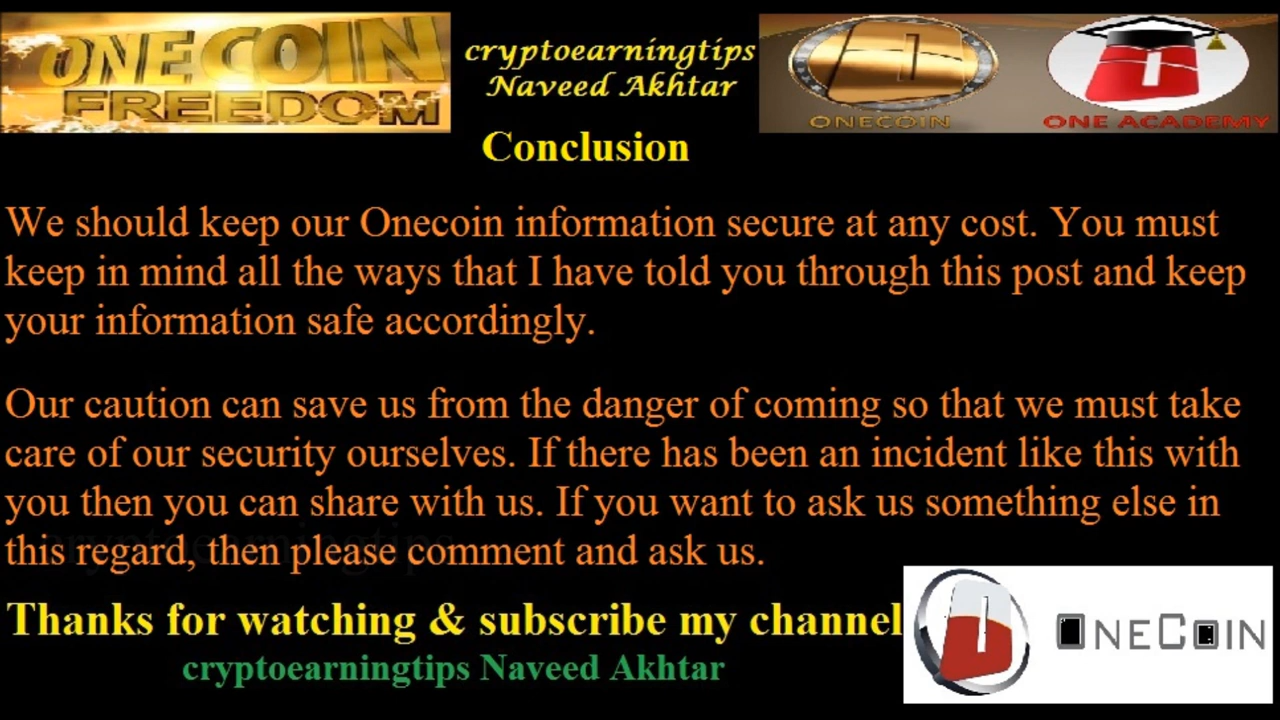 ONE COIN
FREEDOM
cryptoearningtips
Naveed Akhtar
ONECOIN
ONE ACADEMY
Conclusion
We should keep our Onecoin information secure at any cost. You must
keep in mind all the ways that I have told you through this post and keep
your information safe accordingly.
Our caution can save us from the danger of coming so that we must take
care of our security ourselves. If there has been an incident like this with
you then you can share with us. If you want to ask us something else in
this regard, then please comment and ask us.
cryptoearningtips
Thanks for watching & subscribe my channel
cryptoearningtips Naveed Akhtar
ONECOIN